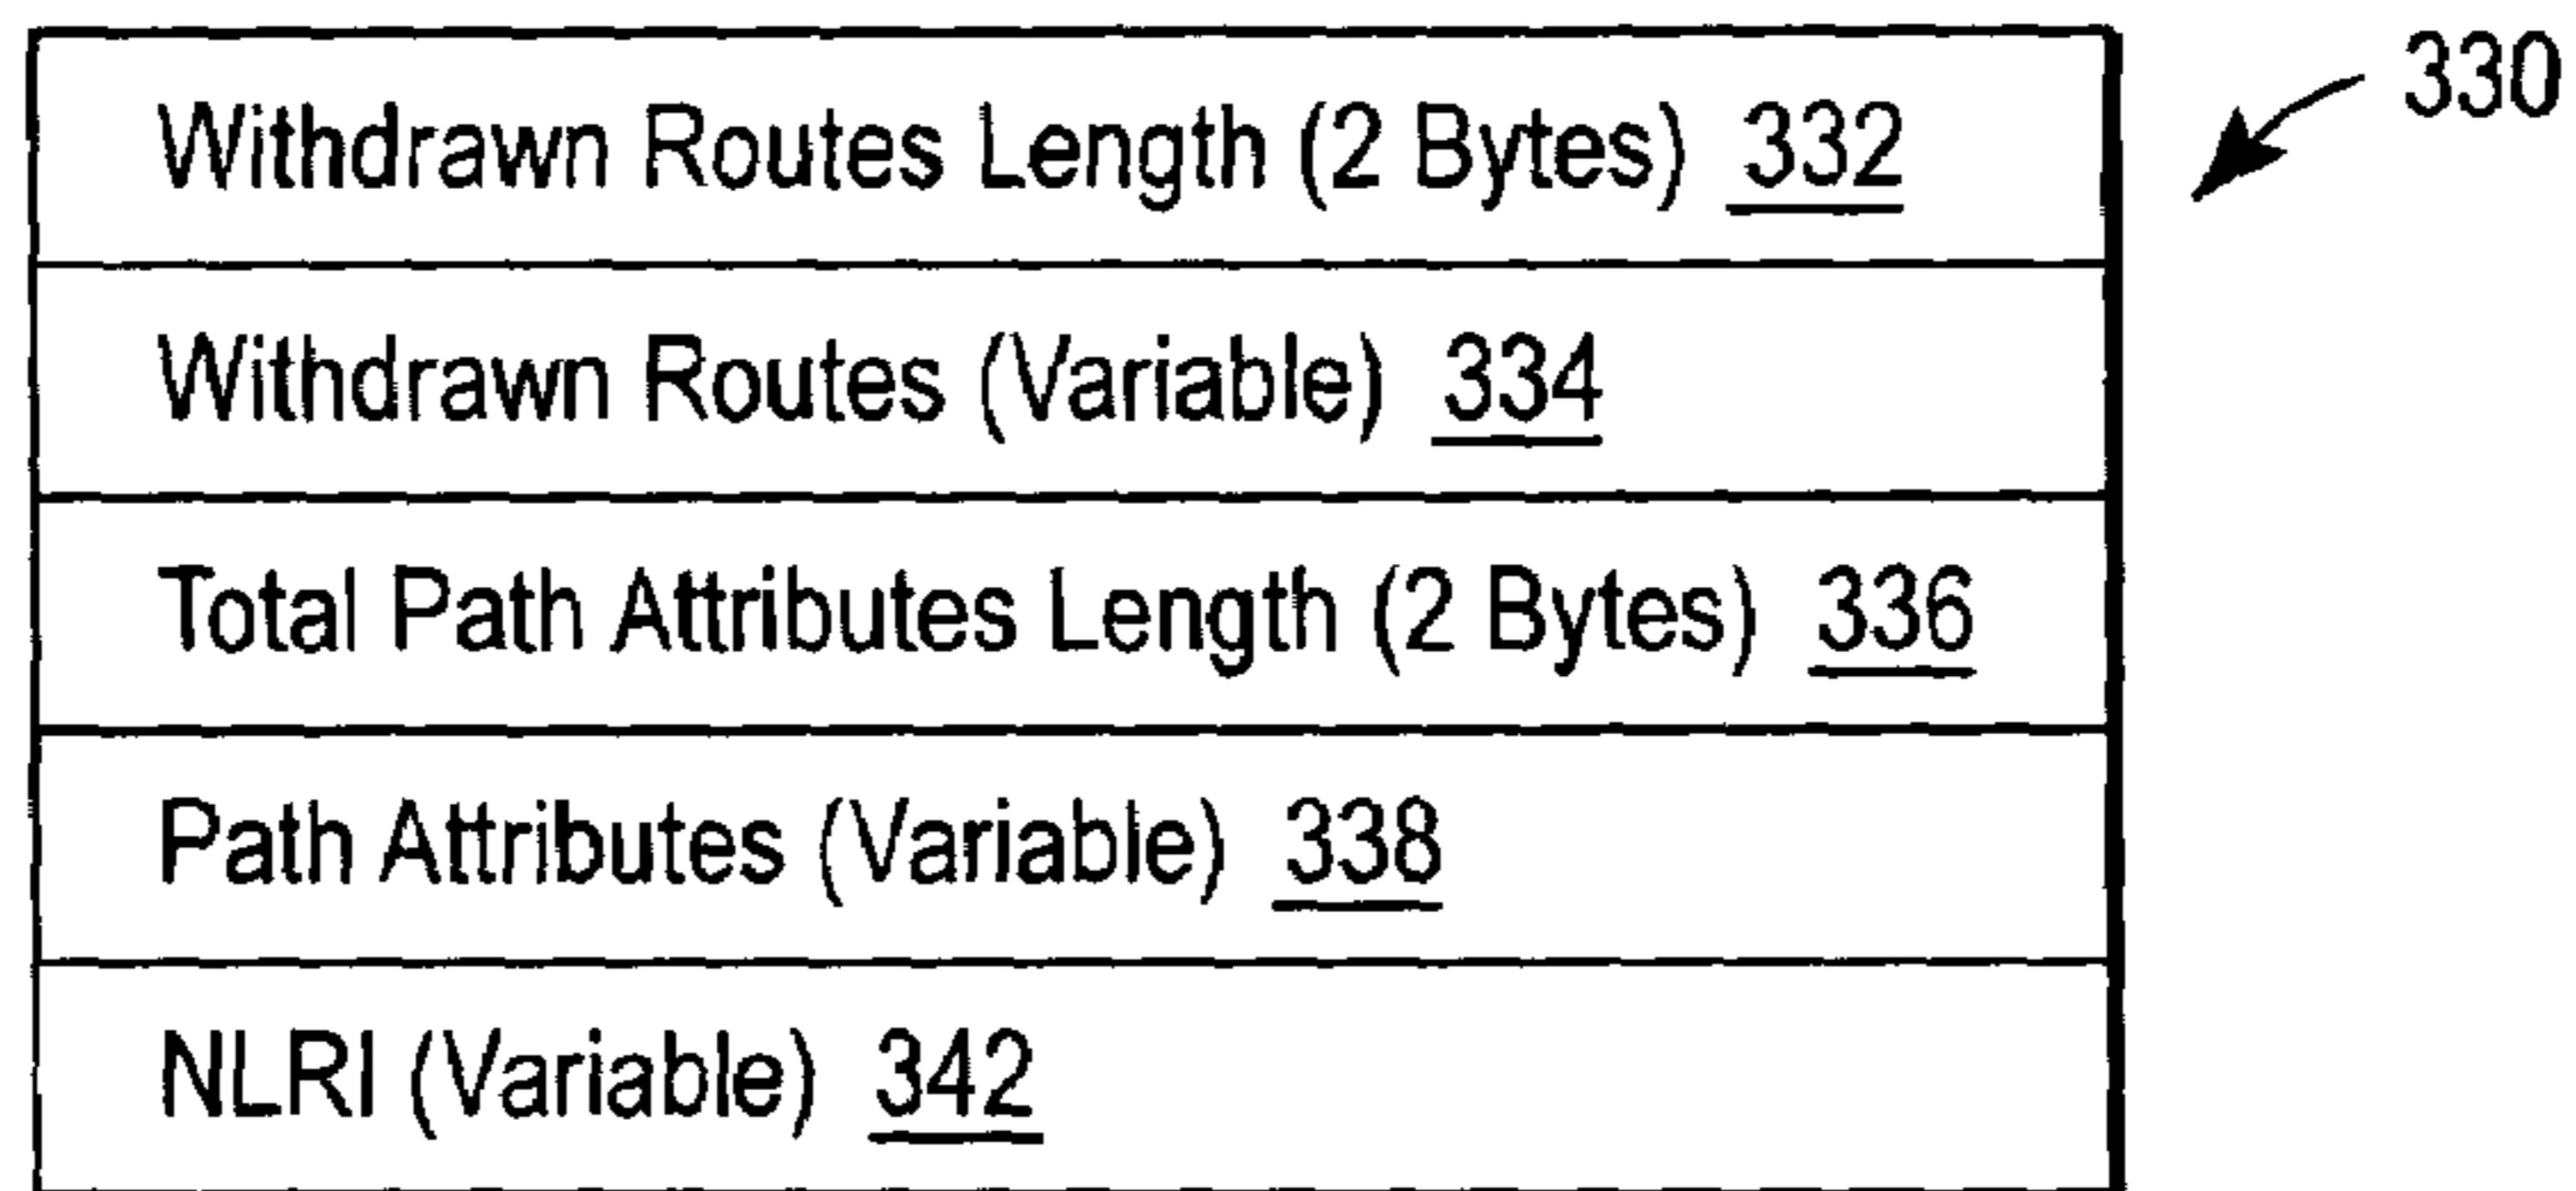 Withdrawn Routes Length (2 Bytes) 332
330
Withdrawn Routes (Variable) 334
Total Path Attributes Length (2 Bytes) 336
Path Attributes (Variable) 338
NLRI (Variable) 342